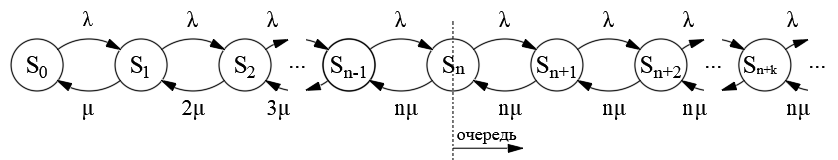 λ λ λ λ λ λ λ λ
S0 S1 S2 ... Sn-1 Sn Sn+1 Sn+2 ... Sn+k ...
μ 2μ 3μ nμ nμ nμ nμ nμ
очередь